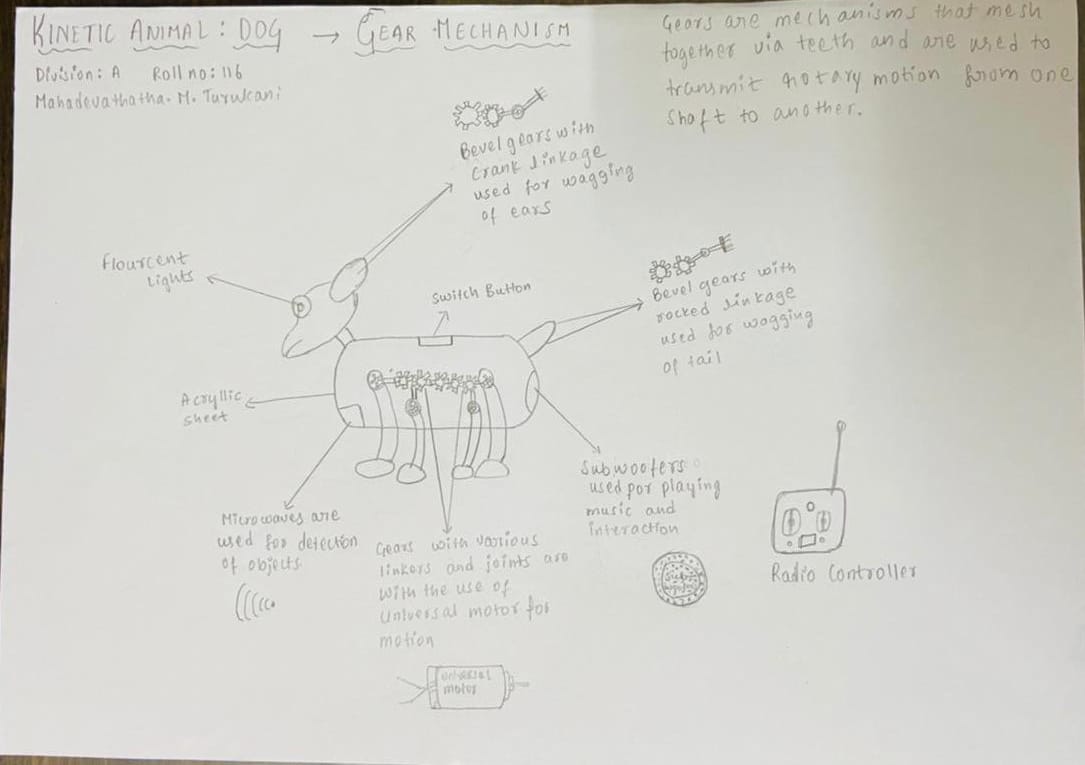 KINETIC ANIMAL: DOG → GEAR MECHANISM
Division: A Roll no: 116
Mahadevathatha. M. Turulcani
Gears are mechanisms that mesh
together via teeth and are used to
transmit rotary motion from one
shaft to another.
Bevel gears with
crank linkage
used for wagging
of ears
Flourcent
Lights
Switch Button
Bevel gears with
rocked linkage
used for wagging
of tail
Acryllic
sheet
Subwoofers
used por playing
music and
interaction
Microwaves are
used for detection
of objects
Gears with various
linkers and joints are
with the use of
Universal motor for
motion
Radio Controller
universal
motor